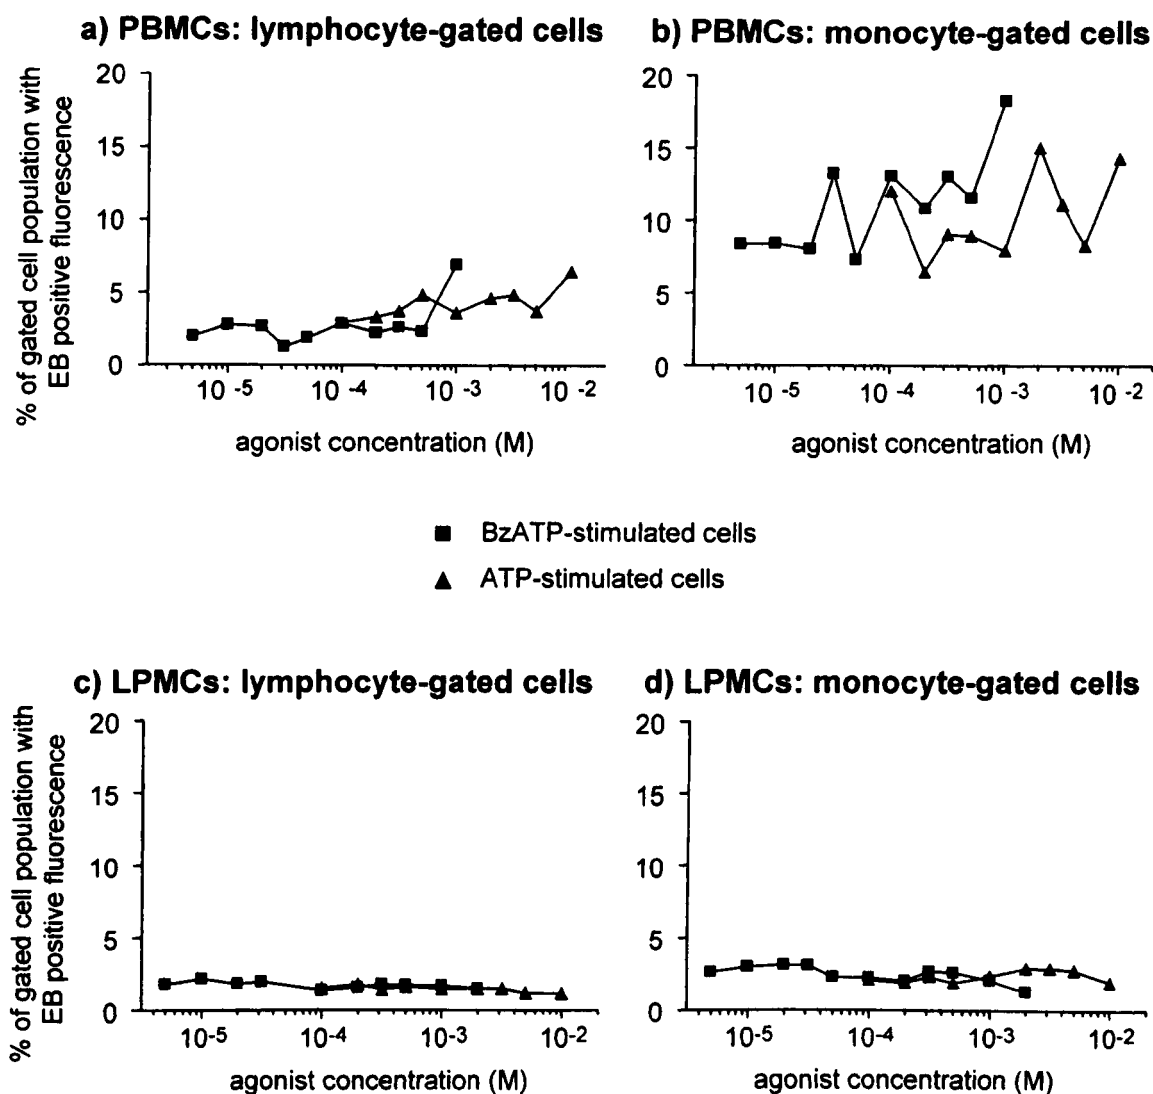 a) PBMCs: lymphocyte-gated cells
% of gated cell population with
EB positive fluorescence
20
15
10
5
0
10 -5
10 -4
10 -3
10 -2
agonist concentration (M)
b) PBMCs: monocyte-gated cells
20
15
10
5
0
10 -5
10 -4
10 -3
10 -2
agonist concentration (M)
BzATP-stimulated cells
ATP-stimulated cells
c) LPMCs: lymphocyte-gated cells
% of gated cell population with
EB positive fluorescence
20
15
10
5
0
10-5
10-4
10-3
10-2
agonist concentration (M)
d) LPMCs: monocyte-gated cells
20
15
10
5
0
10-5
10-4
10-3
10-2
agonist concentration (M)